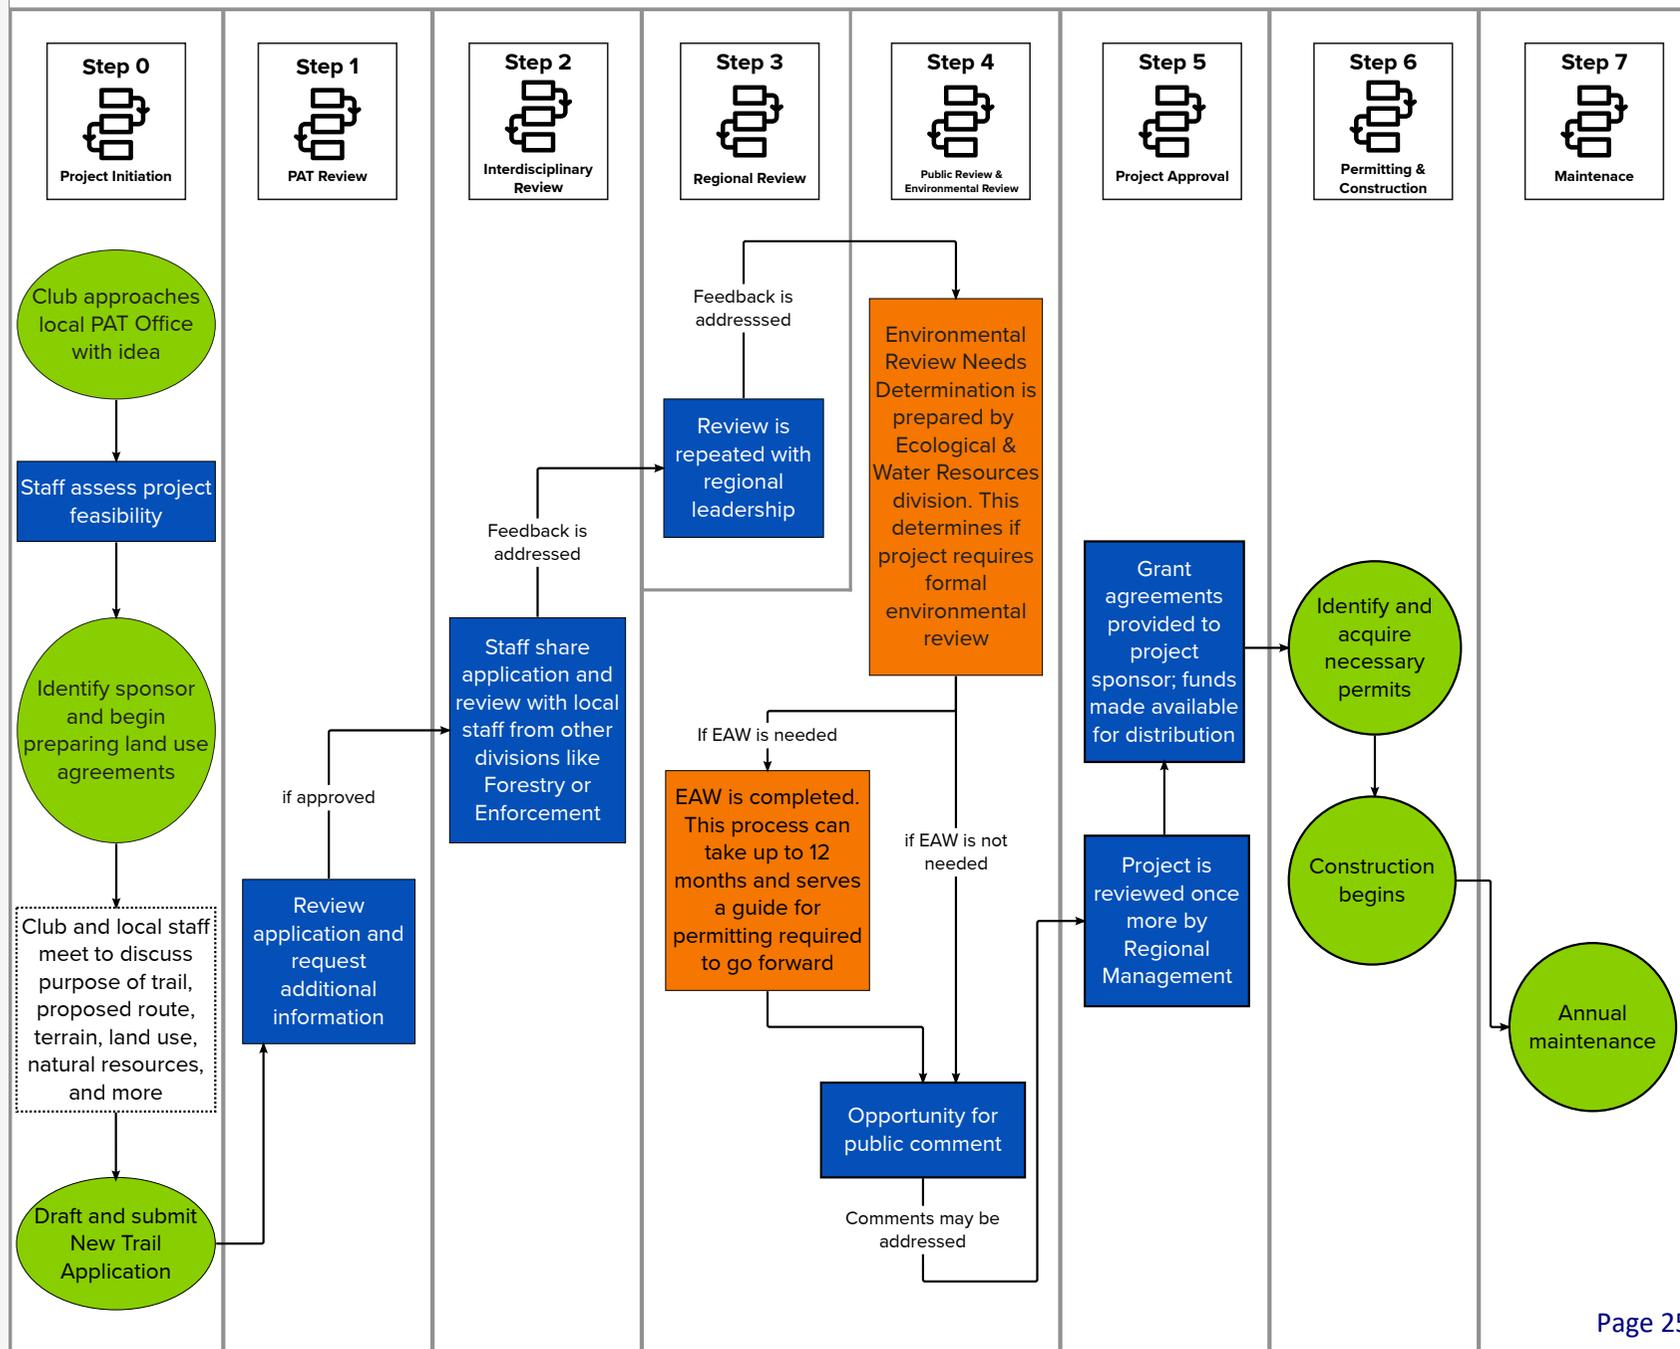 Step 0
Project Initiation
Step 1
PAT Review
Step 2
Interdisciplinary
Review
Step 3
Regional Review
Step 4
Public Review &
Environmental Review
Step 5
Project Approval
Step 6
Permitting &
Construction
Step 7
Maintenace
Club approaches
local PAT Office
with idea
Staff assess project
feasibility
Identify sponsor
and begin
preparing land use
agreements
Club and local staff
meet to discuss
purpose of trail,
proposed route,
terrain, land use,
natural resources,
and more
Draft and submit
New Trail
Application
Review
application and
request
additional
information
if approved
Staff share
application and
review with local
staff from other
divisions like
Forestry or
Enforcement
Feedback is
addressed
Review is
repeated with
regional
leadership
Feedback is
addresssed
Environmental
Review Needs
Determination is
prepared by
Ecological &
Water Resources
division. This
determines if
project requires
formal
environmental
review
If EAW is needed
EAW is completed.
This process can
take up to 12
months and serves
a guide for
permitting required
to go forward
if EAW is not
needed
Opportunity for
public comment
Comments may be
addressed
Project is
reviewed once
more by
Regional
Management
Grant
agreements
provided to
project
sponsor; funds
made available
for distribution
Identify and
acquire
necessary
permits
Construction
begins
Annual
maintenance
Page 25